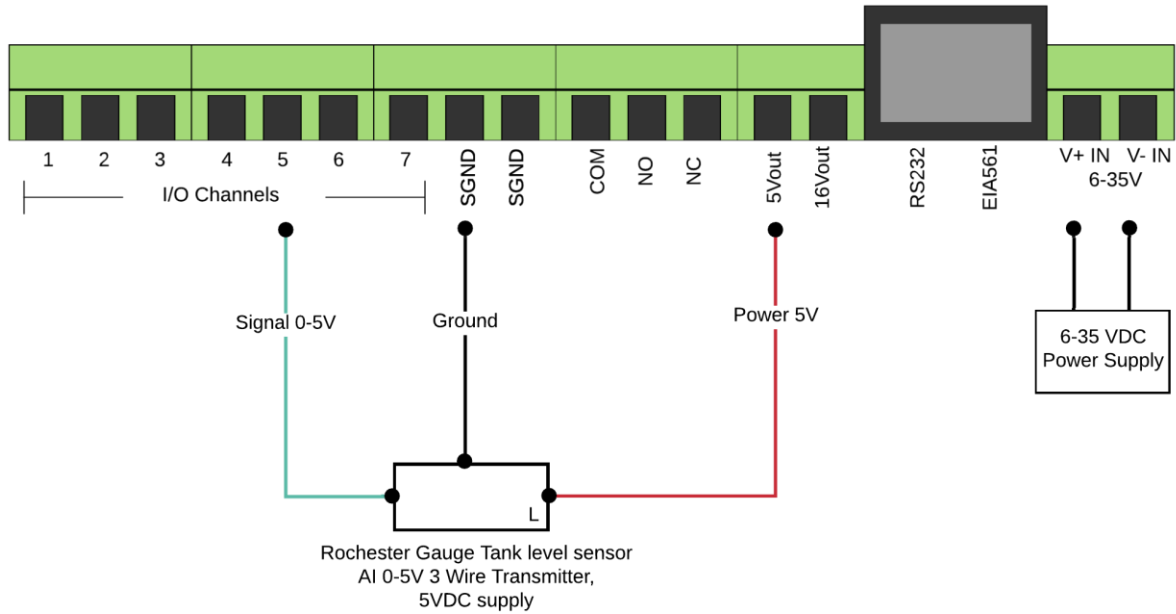 1 2 3 4 5 6 7 SGND SGND COM NO NC 5Vout 16Vout RS232 EIA561 V+ IN V- IN
6-35V
I/O Channels
Signal 0-5V
Ground
Power 5V
6-35 VDC
Power Supply
L
Rochester Gauge Tank level sensor
AI 0-5V 3 Wire Transmitter,
5VDC supply